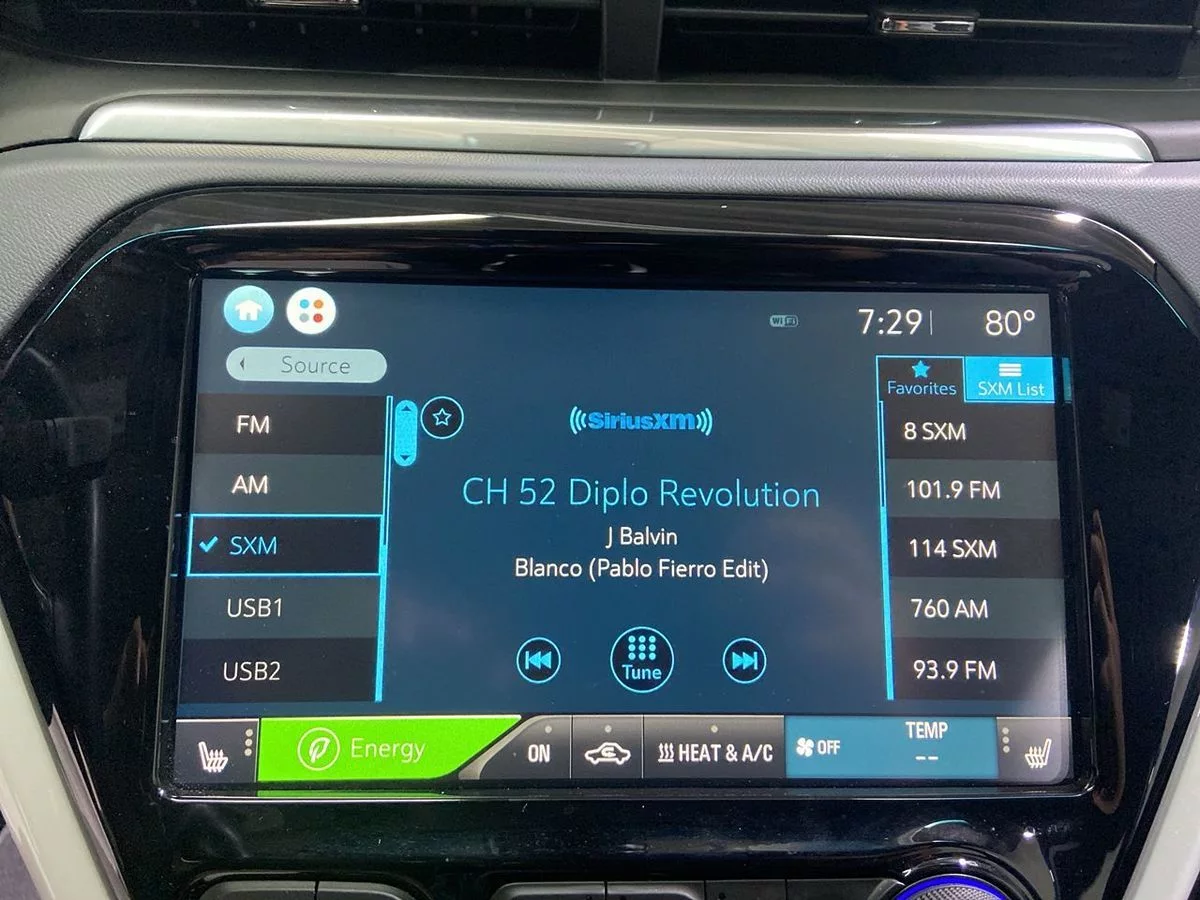 WiFi
7:29
80°
Source
FM
AM
SXM
USB1
USB2
SiriusXM
CH 52 Diplo Revolution
J Balvin
Blanco (Pablo Fierro Edit)
Tune
Favorites
SXM List
8 SXM
101.9 FM
114 SXM
760 AM
93.9 FM
Energy
ON
HEAT & A/C
OFF
TEMP
--